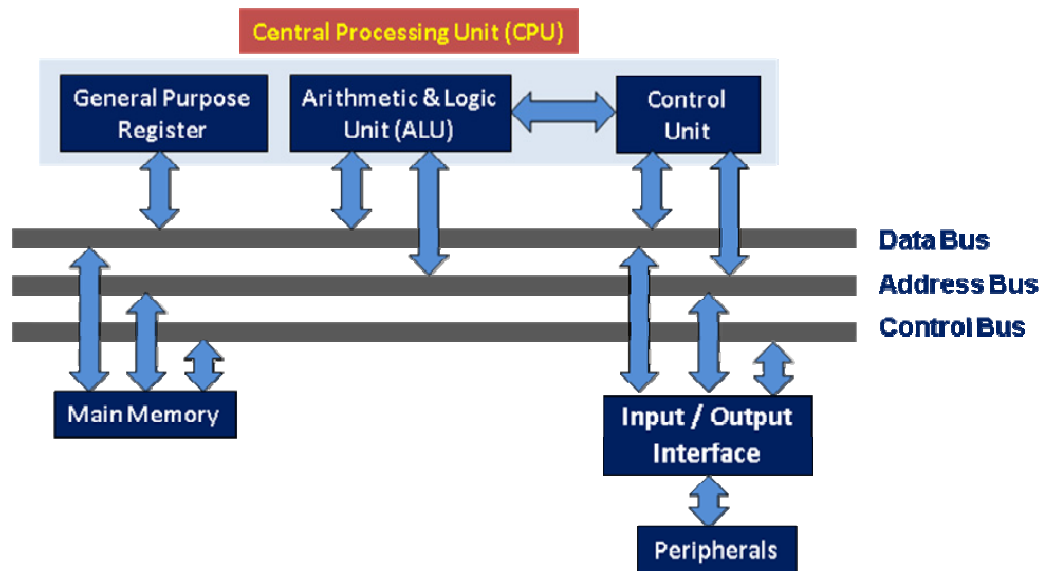 Central Processing Unit (CPU)
General Purpose
Register
Arithmetic & Logic
Unit (ALU)
Control
Unit
Data Bus
Address Bus
Control Bus
Main Memory
Input / Output
Interface
Peripherals